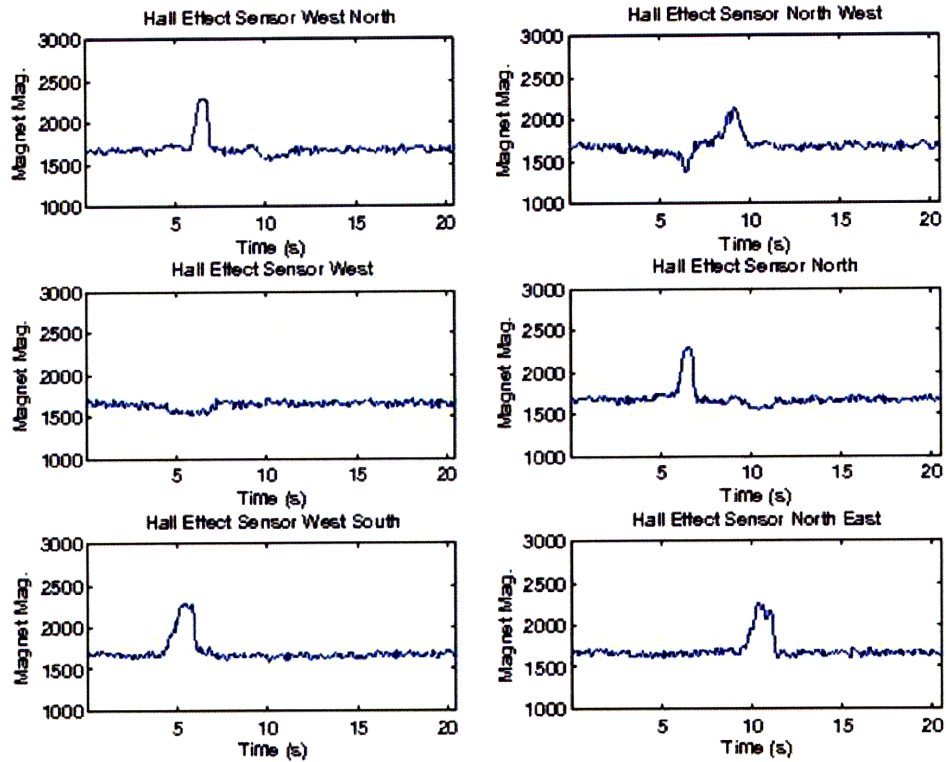 Hall Effect Sensor West North
3000
2500
2000
1500
1000
Magnet Mag.
5 10 15 20
Time (s)
Hall Effect Sensor North West
3000
2500
2000
1500
1000
Magnet Mag.
5 10 15 20
Time (s)
Hall Effect Sensor West
3000
2500
2000
1500
1000
Magnet Mag.
5 10 15 20
Time (s)
Hall Effect Sensor North
3000
2500
2000
1500
1000
Magnet Mag.
5 10 15 20
Time (s)
Hall Effect Sensor West South
3000
2500
2000
1500
1000
Magnet Mag.
5 10 15 20
Time (s)
Hall Effect Sensor North East
3000
2500
2000
1500
1000
Magnet Mag.
5 10 15 20
Time (s)